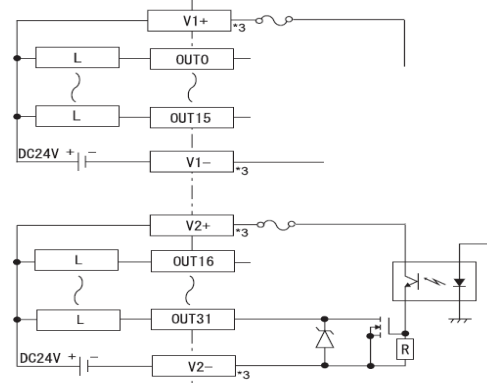 V1+
*3
L
OUT0
L
OUT15
DC24V + −
V1−
*3
V2+
*3
L
OUT16
L
OUT31
R
DC24V + −
V2−
*3